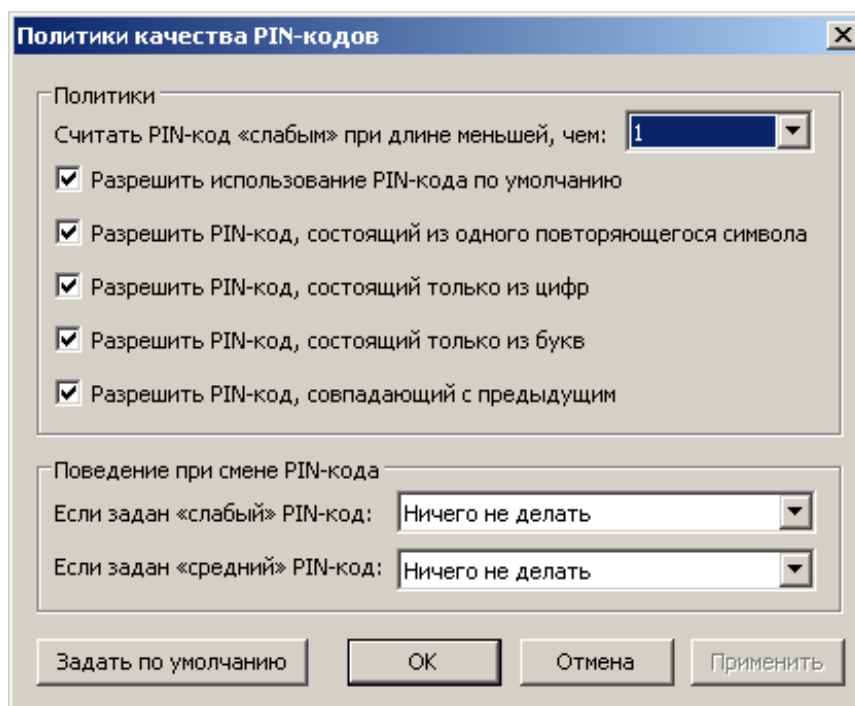 Политики качества PIN-кодов
Политики
Считать PIN-код «слабым» при длине меньшей, чем: 1
Разрешить использование PIN-кода по умолчанию
Разрешить PIN-код, состоящий из одного повторяющегося символа
Разрешить PIN-код, состоящий только из цифр
Разрешить PIN-код, состоящий только из букв
Разрешить PIN-код, совпадающий с предыдущим
Поведение при смене PIN-кода
Если задан «слабый» PIN-код: Ничего не делать
Если задан «средний» PIN-код: Ничего не делать
Задать по умолчанию OK Отмена Применить